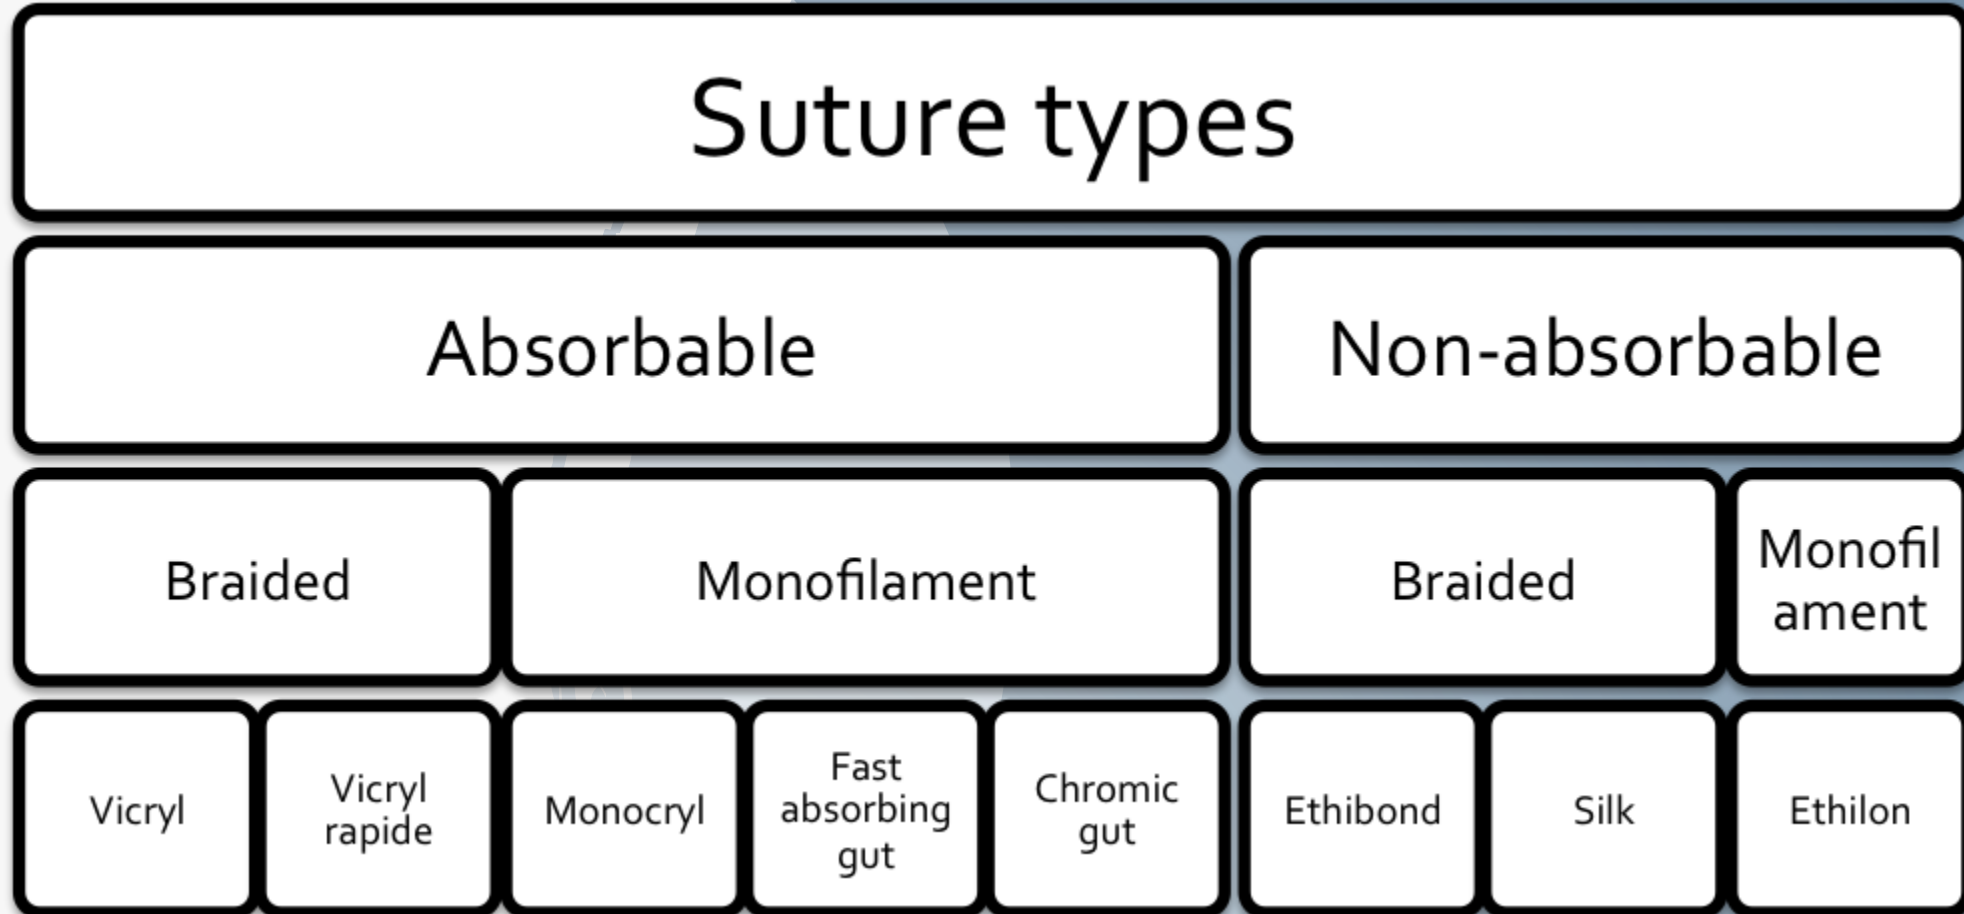 Suture types
Absorbable
Non-absorbable
Braided
Monofilament
Braided
Monofil
ament
Vicryl
Vicryl
rapide
Monocryl
Fast
absorbing
gut
Chromic
gut
Ethibond
Silk
Ethilon